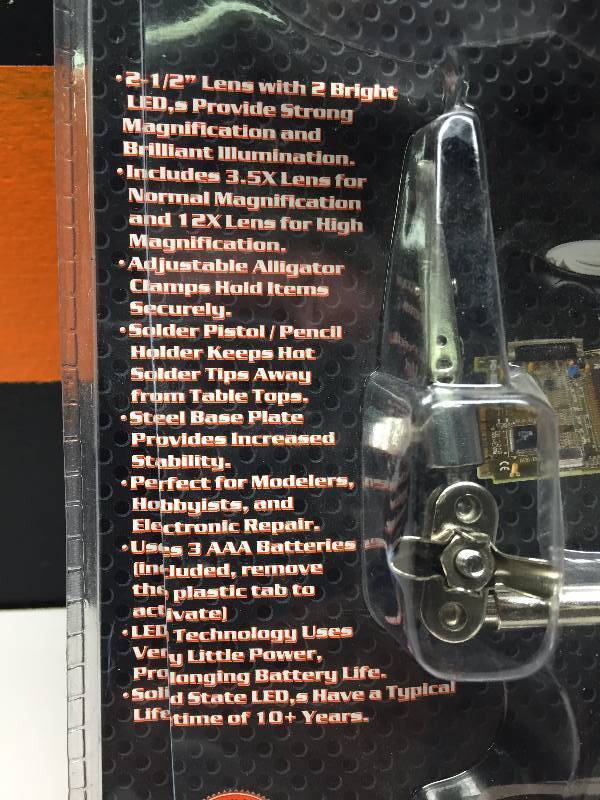 •2-1/2" Lens with 2 Bright
LED,s Provide Strong
Magnification and
Brilliant Illumination.
•Includes 3.5X Lens for
Normal Magnification
and 12X Lens for High
Magnification.
•Adjustable Alligator
Clamps Hold Items
Securely.
•Solder Pistol / Pencil
Holder Keeps Hot
Solder Tips Away
from Table Tops.
•Steel Base Plate
Provides Increased
Stability.
•Perfect for Modelers,
Hobbyists, and
Electronic Repair.
•Uses 3 AAA Batteries
(included, remove
the plastic tab to
activate)
•LED Technology Uses
Very Little Power,
Prolonging Battery Life.
•Solid State LED,s Have a Typical
Lifetime of 10+ Years.